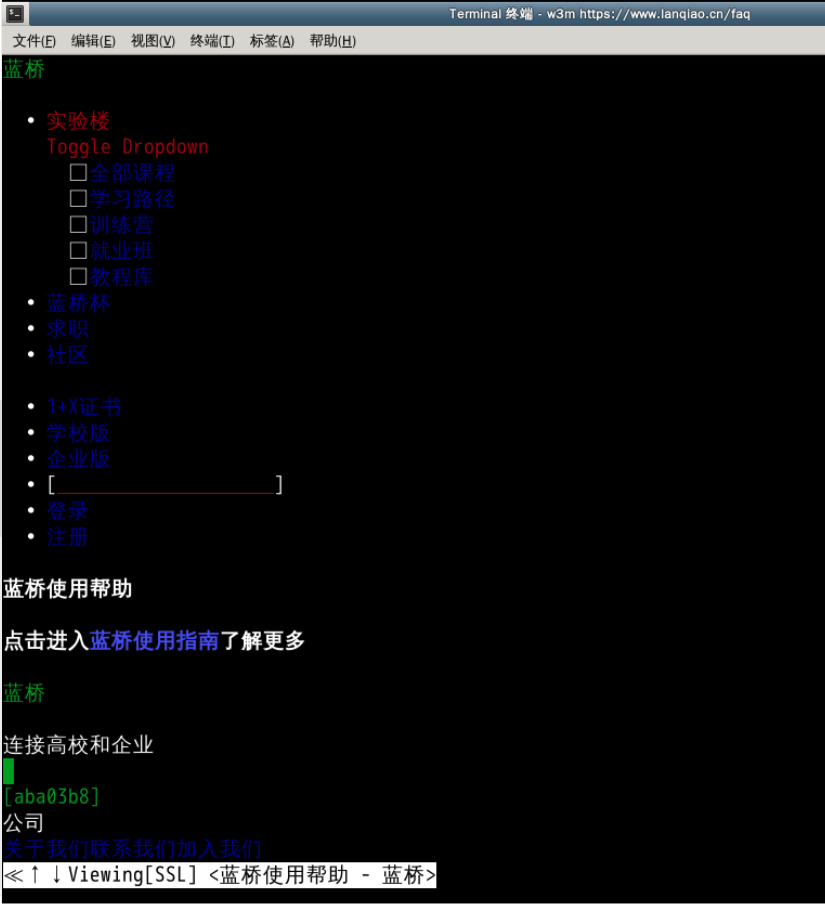 Terminal 终端 - w3m https://www.lanqiao.cn/faq
文件(F) 编辑(E) 视图(V) 终端(T) 标签(A) 帮助(H)
蓝桥
• 实验楼
Toggle Dropdown
□全部课程
□学习路径
□训练营
□就业班
□教程库
• 蓝桥杯
• 求职
• 社区
• 1+X证书
• 学校版
• 企业版
• [____________________]
• 登录
• 注册
蓝桥使用帮助
点击进入蓝桥使用指南了解更多
蓝桥
连接高校和企业
[aba03b8]
公司
关于我们联系我们加入我们
≪↑↓Viewing[SSL] <蓝桥使用帮助 - 蓝桥>